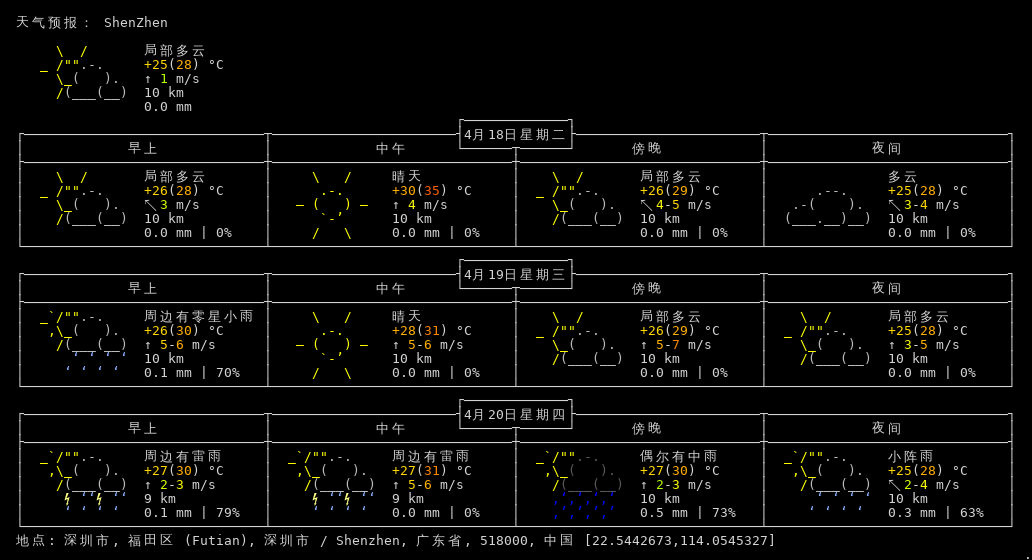 天气预报： ShenZhen
局部多云
+25(28) °C
↑ 1 m/s
10 km
0.0 mm
4月18日星期二
早上 中午 傍晚 夜间
局部多云 晴天 局部多云 多云
+26(28) °C +30(35) °C +26(29) °C +25(28) °C
↖ 3 m/s ↑ 4 m/s ↖ 4-5 m/s ↖ 3-4 m/s
10 km 10 km 10 km 10 km
0.0 mm | 0% 0.0 mm | 0% 0.0 mm | 0% 0.0 mm | 0%
4月19日星期三
早上 中午 傍晚 夜间
周边有零星小雨 晴天 局部多云 局部多云
+26(30) °C +28(31) °C +26(29) °C +25(28) °C
↑ 5-6 m/s ↑ 5-6 m/s ↑ 5-7 m/s ↑ 3-5 m/s
10 km 10 km 10 km 10 km
0.1 mm | 70% 0.0 mm | 0% 0.0 mm | 0% 0.0 mm | 0%
4月20日星期四
早上 中午 傍晚 夜间
周边有雷雨 周边有雷雨 偶尔有中雨 小阵雨
+27(30) °C +27(31) °C +27(30) °C +25(28) °C
↑ 2-3 m/s ↑ 5-6 m/s ↑ 2-3 m/s ↖ 2-4 m/s
9 km 9 km 10 km 10 km
0.1 mm | 79% 0.0 mm | 0% 0.5 mm | 73% 0.3 mm | 63%
地点: 深圳市, 福田区 (Futian), 深圳市 / Shenzhen, 广东省, 518000, 中国 [22.5442673,114.0545327]